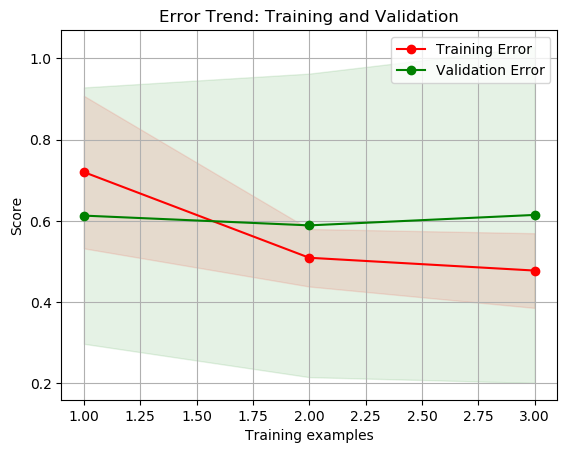 Error Trend: Training and Validation
Training Error
Validation Error
1.0
0.8
0.6
0.4
0.2
Score
1.00 1.25 1.50 1.75 2.00 2.25 2.50 2.75 3.00
Training examples